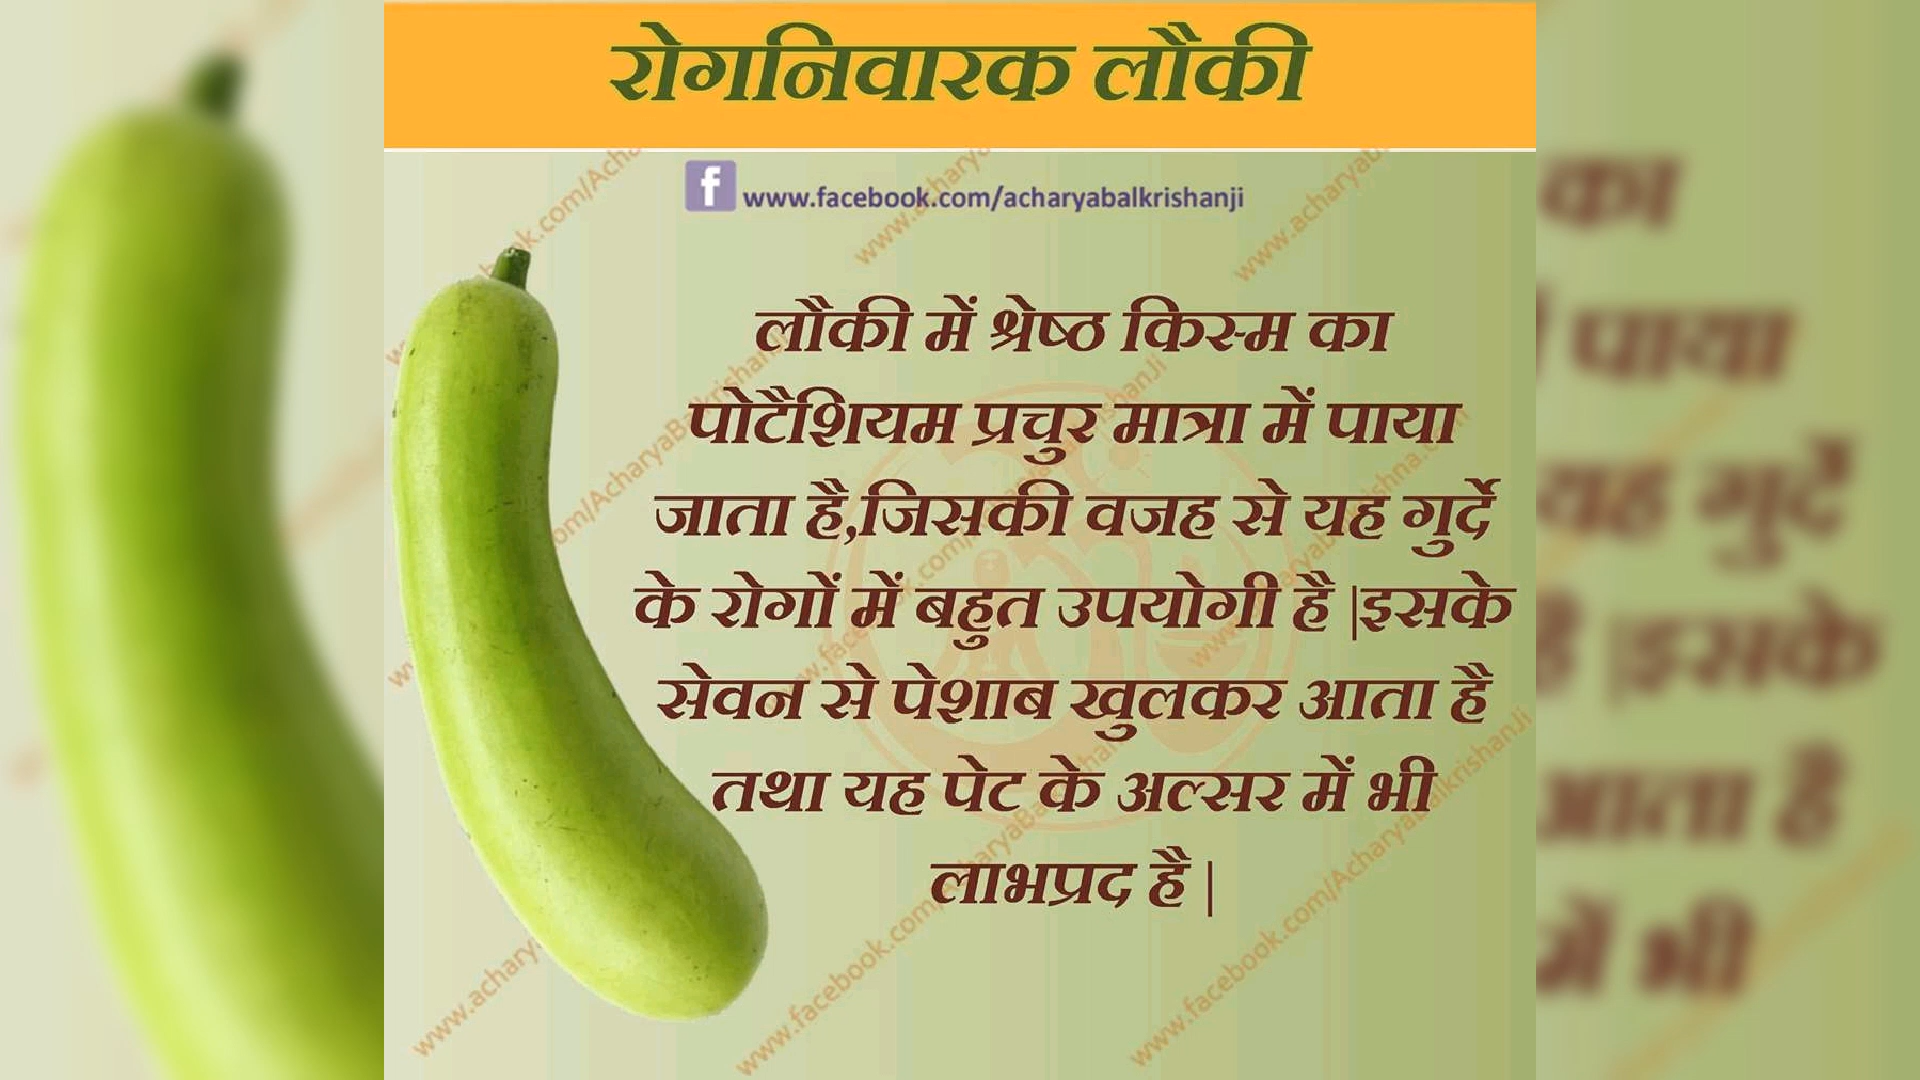 रोगनिवारक लौकी
f www.facebook.com/acharyabalkrishanji
लौकी में श्रेष्ठ किस्म का
पोटैशियम प्रचुर मात्रा में पाया
जाता है,जिसकी वजह से यह गुर्दे
के रोगों में बहुत उपयोगी है |इसके
सेवन से पेशाब खुलकर आता है
तथा यह पेट के अल्सर में भी
लाभप्रद है |